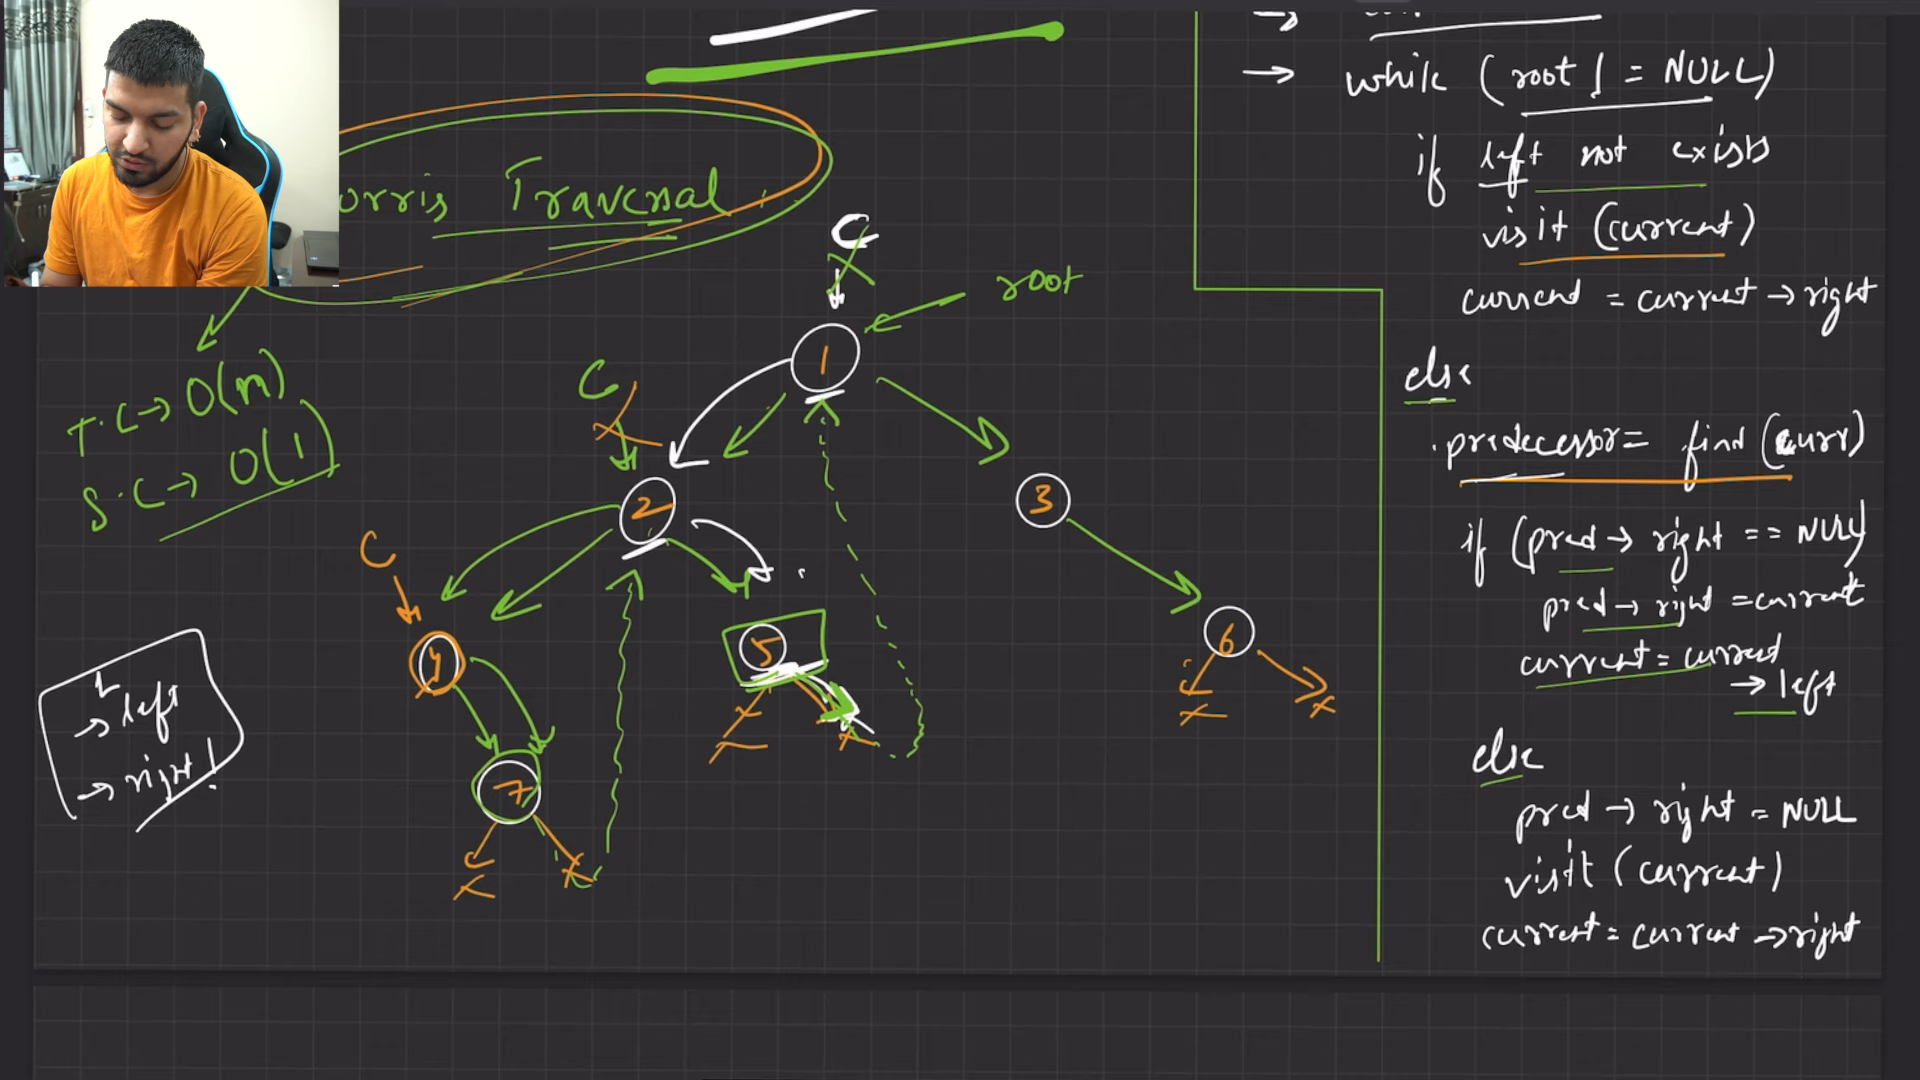 orris Traversal
T.C → O(n)
S.C → O(1)
→ left
→ right!
C
root
1
C
2
3
C
4
5
6
7
→ while (root != NULL)
if left not exists
visit (current)
current = current → right
else
predecessor = find (curr)
if (pred → right == NULL)
pred → right = current
current = current
→ left
else
pred → right = NULL
visit (current)
current = current → right